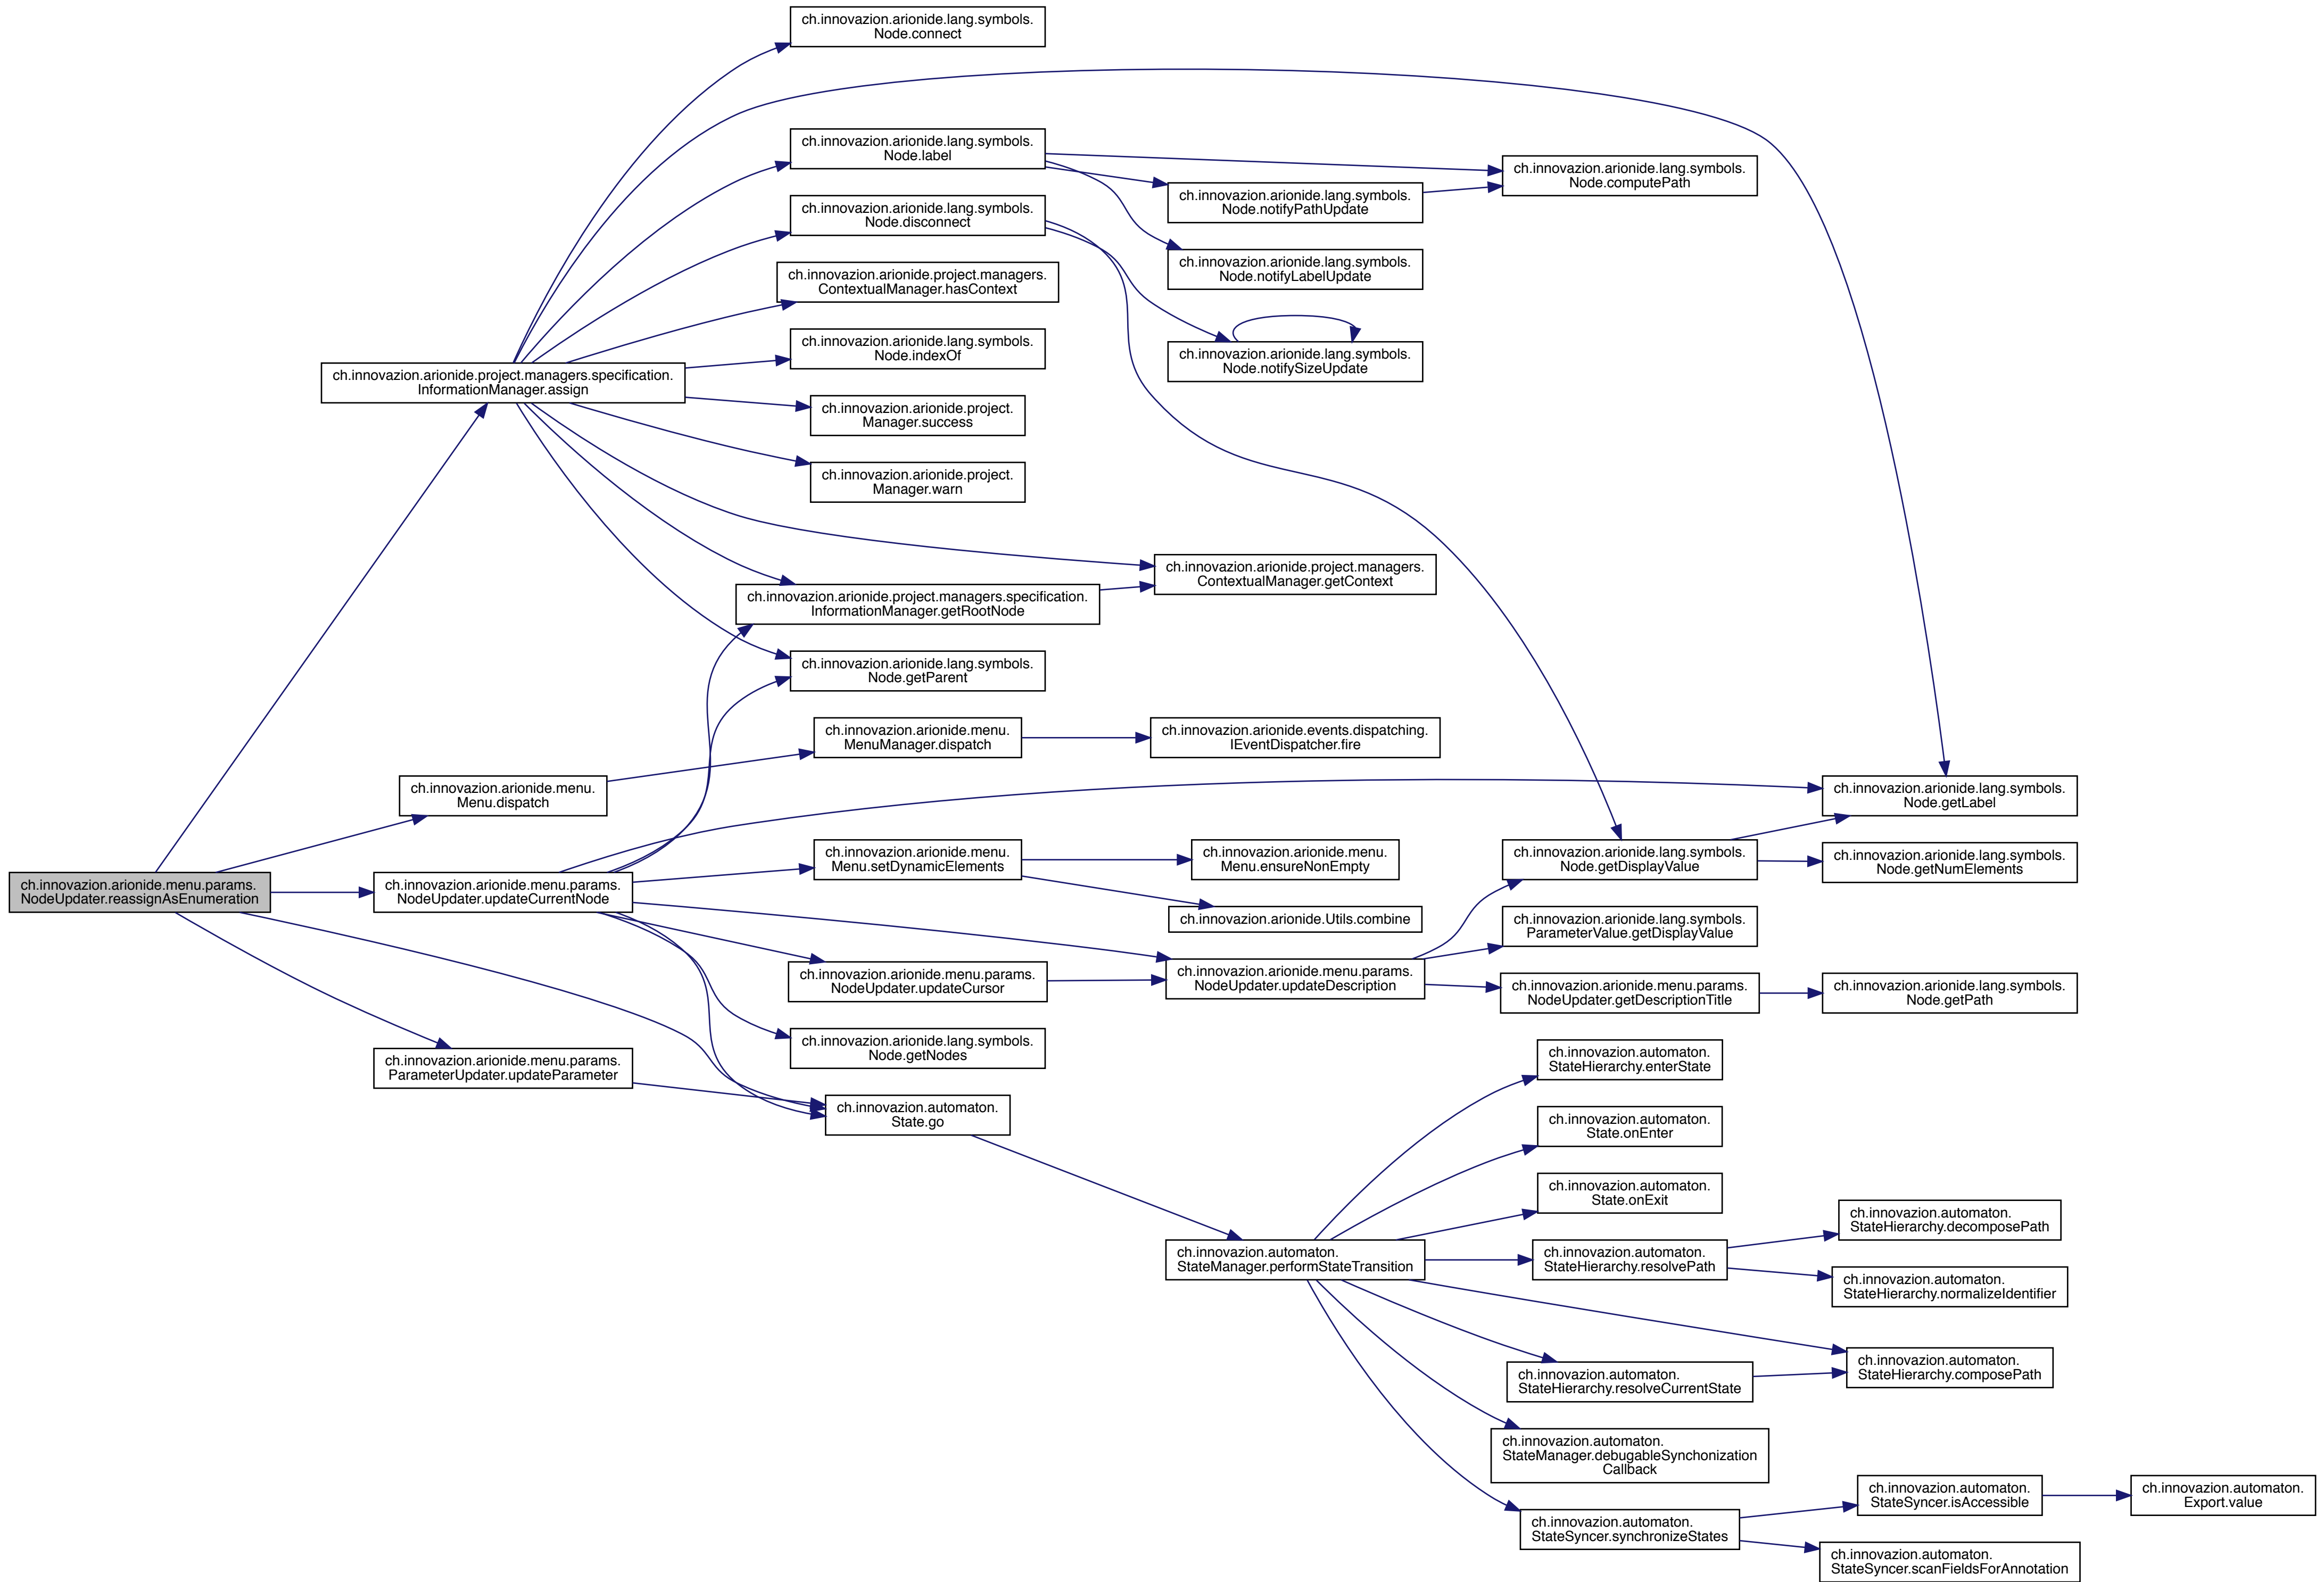 ch.innovazion.arionide.menu.params.
NodeUpdater.reassignAsEnumeration
ch.innovazion.arionide.project.managers.specification.
InformationManager.assign
ch.innovazion.arionide.menu.
Menu.dispatch
ch.innovazion.arionide.menu.params.
NodeUpdater.updateCurrentNode
ch.innovazion.arionide.menu.params.
ParameterUpdater.updateParameter
ch.innovazion.arionide.lang.symbols.
Node.connect
ch.innovazion.arionide.lang.symbols.
Node.label
ch.innovazion.arionide.lang.symbols.
Node.disconnect
ch.innovazion.arionide.project.managers.
ContextualManager.hasContext
ch.innovazion.arionide.lang.symbols.
Node.indexOf
ch.innovazion.arionide.project.
Manager.success
ch.innovazion.arionide.project.
Manager.warn
ch.innovazion.arionide.project.managers.specification.
InformationManager.getRootNode
ch.innovazion.arionide.lang.symbols.
Node.getParent
ch.innovazion.arionide.menu.
MenuManager.dispatch
ch.innovazion.arionide.menu.
Menu.setDynamicElements
ch.innovazion.arionide.menu.params.
NodeUpdater.updateCursor
ch.innovazion.arionide.lang.symbols.
Node.getNodes
ch.innovazion.automaton.
State.go
ch.innovazion.arionide.lang.symbols.
Node.notifyPathUpdate
ch.innovazion.arionide.lang.symbols.
Node.notifyLabelUpdate
ch.innovazion.arionide.lang.symbols.
Node.notifySizeUpdate
ch.innovazion.arionide.project.managers.
ContextualManager.getContext
ch.innovazion.arionide.events.dispatching.
IEventDispatcher.fire
ch.innovazion.arionide.menu.
Menu.ensureNonEmpty
ch.innovazion.arionide.Utils.combine
ch.innovazion.arionide.menu.params.
NodeUpdater.updateDescription
ch.innovazion.automaton.
StateManager.performStateTransition
ch.innovazion.arionide.lang.symbols.
Node.computePath
ch.innovazion.arionide.lang.symbols.
Node.getDisplayValue
ch.innovazion.arionide.lang.symbols.
ParameterValue.getDisplayValue
ch.innovazion.arionide.menu.params.
NodeUpdater.getDescriptionTitle
ch.innovazion.automaton.
StateHierarchy.enterState
ch.innovazion.automaton.
State.onEnter
ch.innovazion.automaton.
State.onExit
ch.innovazion.automaton.
StateHierarchy.resolvePath
ch.innovazion.automaton.
StateHierarchy.resolveCurrentState
ch.innovazion.automaton.
StateManager.debugableSynchonization
Callback
ch.innovazion.automaton.
StateSyncer.synchronizeStates
ch.innovazion.arionide.lang.symbols.
Node.getLabel
ch.innovazion.arionide.lang.symbols.
Node.getNumElements
ch.innovazion.arionide.lang.symbols.
Node.getPath
ch.innovazion.automaton.
StateHierarchy.decomposePath
ch.innovazion.automaton.
StateHierarchy.normalizeIdentifier
ch.innovazion.automaton.
StateHierarchy.composePath
ch.innovazion.automaton.
StateSyncer.isAccessible
ch.innovazion.automaton.
StateSyncer.scanFieldsForAnnotation
ch.innovazion.automaton.
Export.value